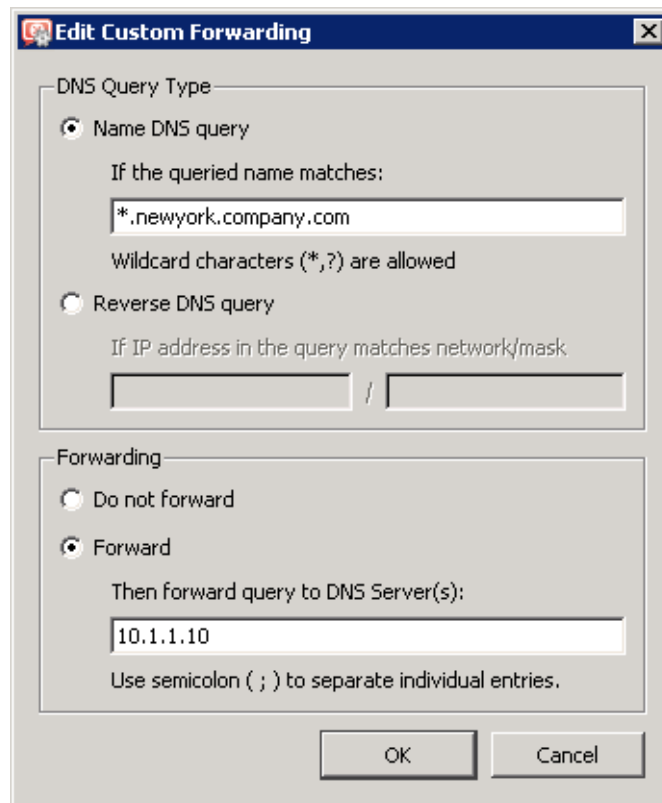 Edit Custom Forwarding
DNS Query Type
Name DNS query
If the queried name matches:
*.newyork.company.com
Wildcard characters (*,?) are allowed
Reverse DNS query
If IP address in the query matches network/mask
/
Forwarding
Do not forward
Forward
Then forward query to DNS Server(s):
10.1.1.10
Use semicolon ( ; ) to separate individual entries.
OK Cancel